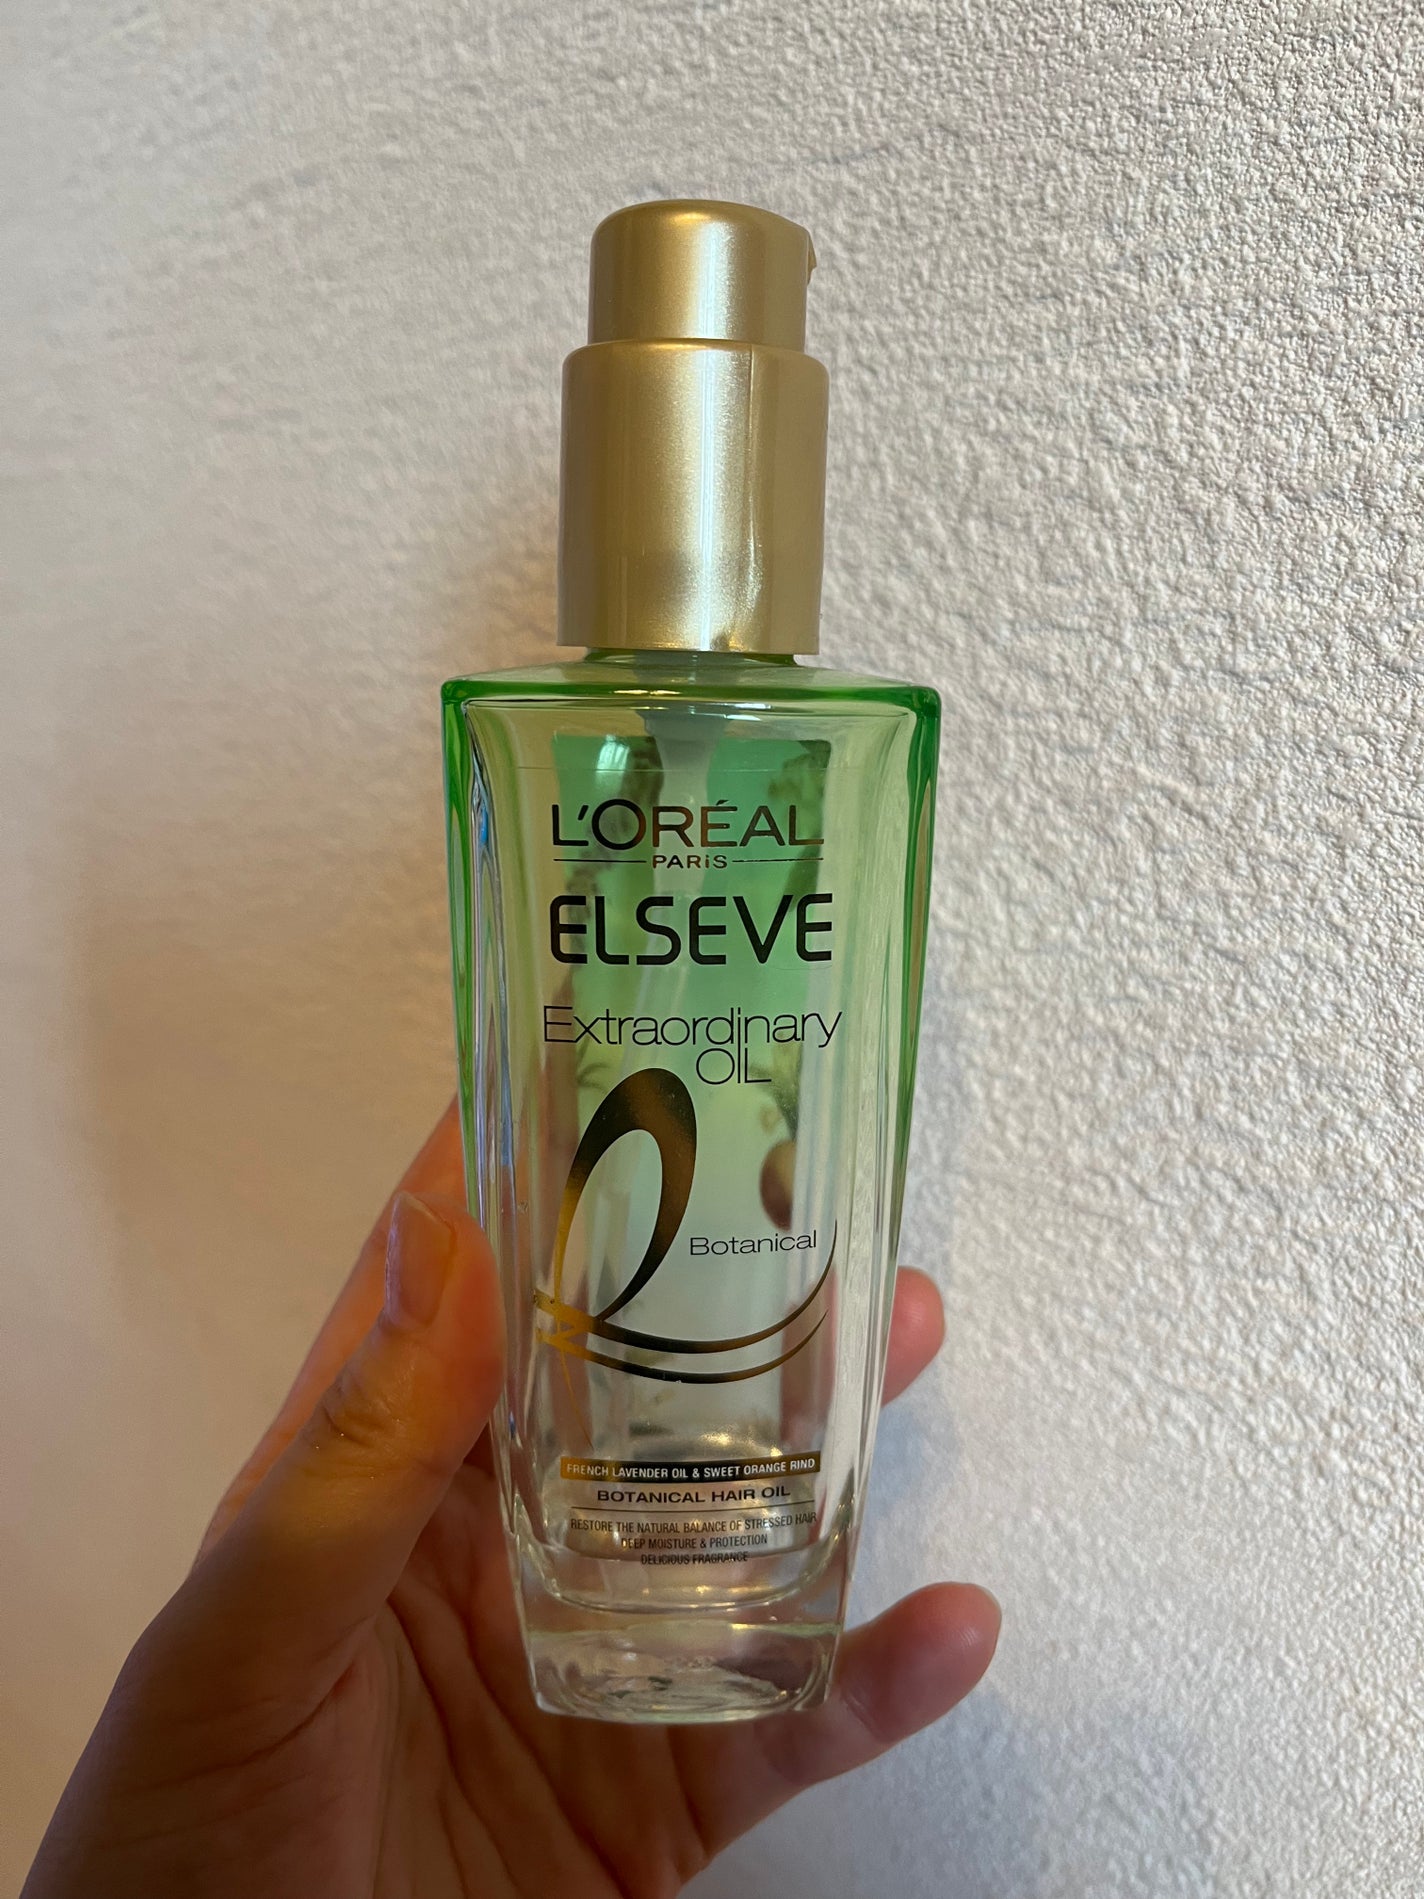 L'ORÉAL
PARiS
ELSEVE
Extraordinary
OIL
Botanical
FRENCH LAVENDER OIL & SWEET ORANGE RIND
BOTANICAL HAIR OIL
RESTORE THE NATURAL BALANCE OF STRESSED HAIR
DEEP MOISTURE & PROTECTION
DELICIOUS FRAGRANCE